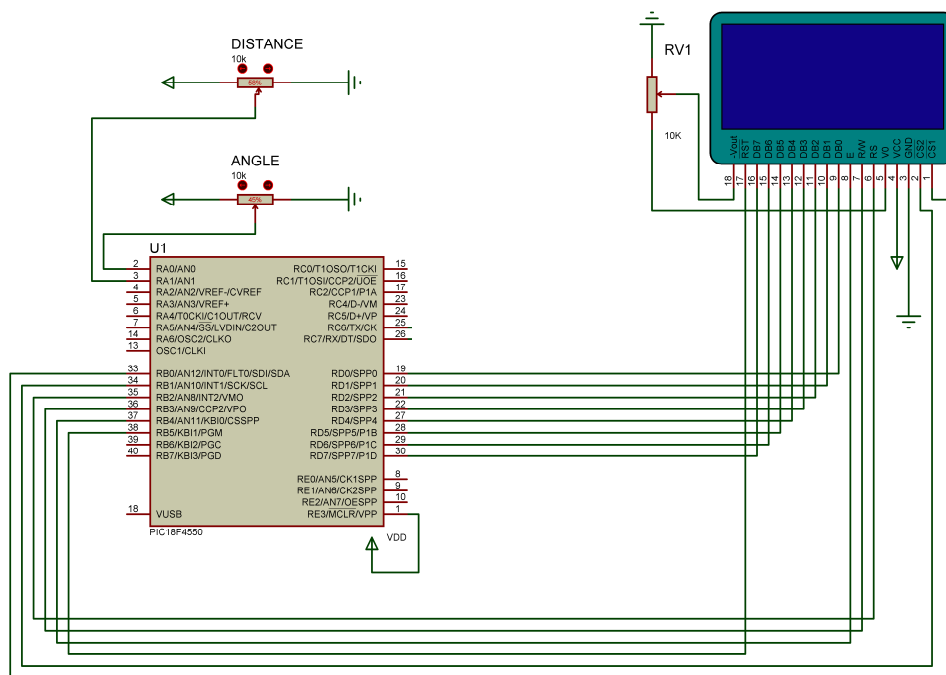 DISTANCE
10k
68%
ANGLE
10k
45%
RV1
10K
-Vout
RST
DB7
DB6
DB5
DB4
DB3
DB2
DB1
DB0
E
R/W
RS
V0
VCC
GND
CS2
CS1
18
17
16
15
14
13
12
11
10
9
8
7
6
5
4
3
2
1
U1
2 RA0/AN0 RC0/T1OSO/T1CKI 15
3 RA1/AN1 RC1/T1OSI/CCP2/UOE 16
4 RA2/AN2/VREF-/CVREF RC2/CCP1/P1A 17
5 RA3/AN3/VREF+ RC4/D-/VM 23
6 RA4/T0CKI/C1OUT/RCV RC5/D+/VP 24
7 RA5/AN4/SS/LVDIN/C2OUT RC6/TX/CK 25
14 RA6/OSC2/CLKO RC7/RX/DT/SDO 26
13 OSC1/CLKI
33 RB0/AN12/INT0/FLT0/SDI/SDA RD0/SPP0 19
34 RB1/AN10/INT1/SCK/SCL RD1/SPP1 20
35 RB2/AN8/INT2/VMO RD2/SPP2 21
36 RB3/AN9/CCP2/VPO RD3/SPP3 22
37 RB4/AN11/KBI0/CSSPP RD4/SPP4 27
38 RB5/KBI1/PGM RD5/SPP5/P1B 28
39 RB6/KBI2/PGC RD6/SPP6/P1C 29
40 RB7/KBI3/PGD RD7/SPP7/P1D 30
RE0/AN5/CK1SPP 8
RE1/AN6/CK2SPP 9
RE2/AN7/OESPP 10
18 VUSB RE3/MCLR/VPP 1
PIC18F4550
VDD